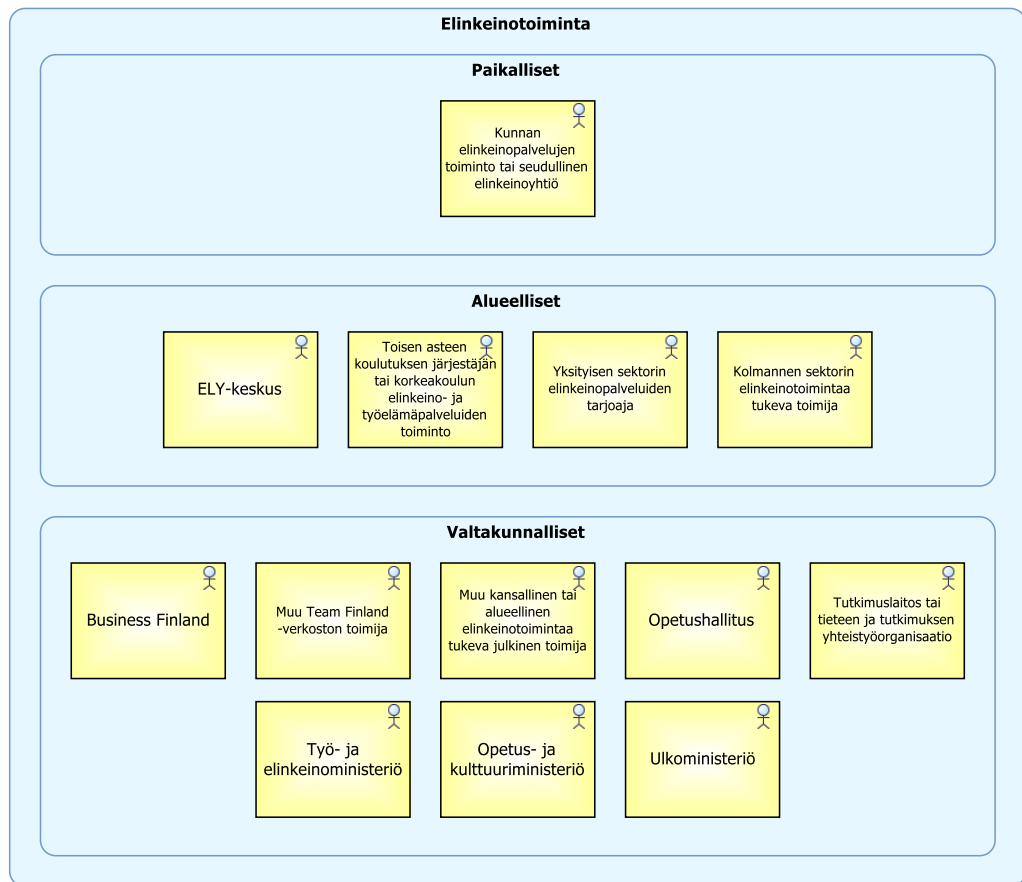 Elinkeinotoiminta
Paikalliset
Kunnan
elinkeinopalvelujen
toiminto tai seudullinen
elinkeinoyhtiö
Alueelliset
ELY-keskus
Toisen asteen
koulutuksen järjestäjän
tai korkeakoulun
elinkeino- ja
työelämäpalveluiden
toiminto
Yksityisen sektorin
elinkeinopalveluiden
tarjoaja
Kolmannen sektorin
elinkeinotoimintaa
tukeva toimija
Valtakunnalliset
Business Finland
Muu Team Finland
-verkoston toimija
Muu kansallinen tai
alueellinen
elinkeinotoimintaa
tukeva julkinen toimija
Opetushallitus
Tutkimuslaitos tai
tieteen ja tutkimuksen
yhteistyöorganisaatio
Työ- ja
elinkeinoministeriö
Opetus- ja
kulttuuriministeriö
Ulkoministeriö